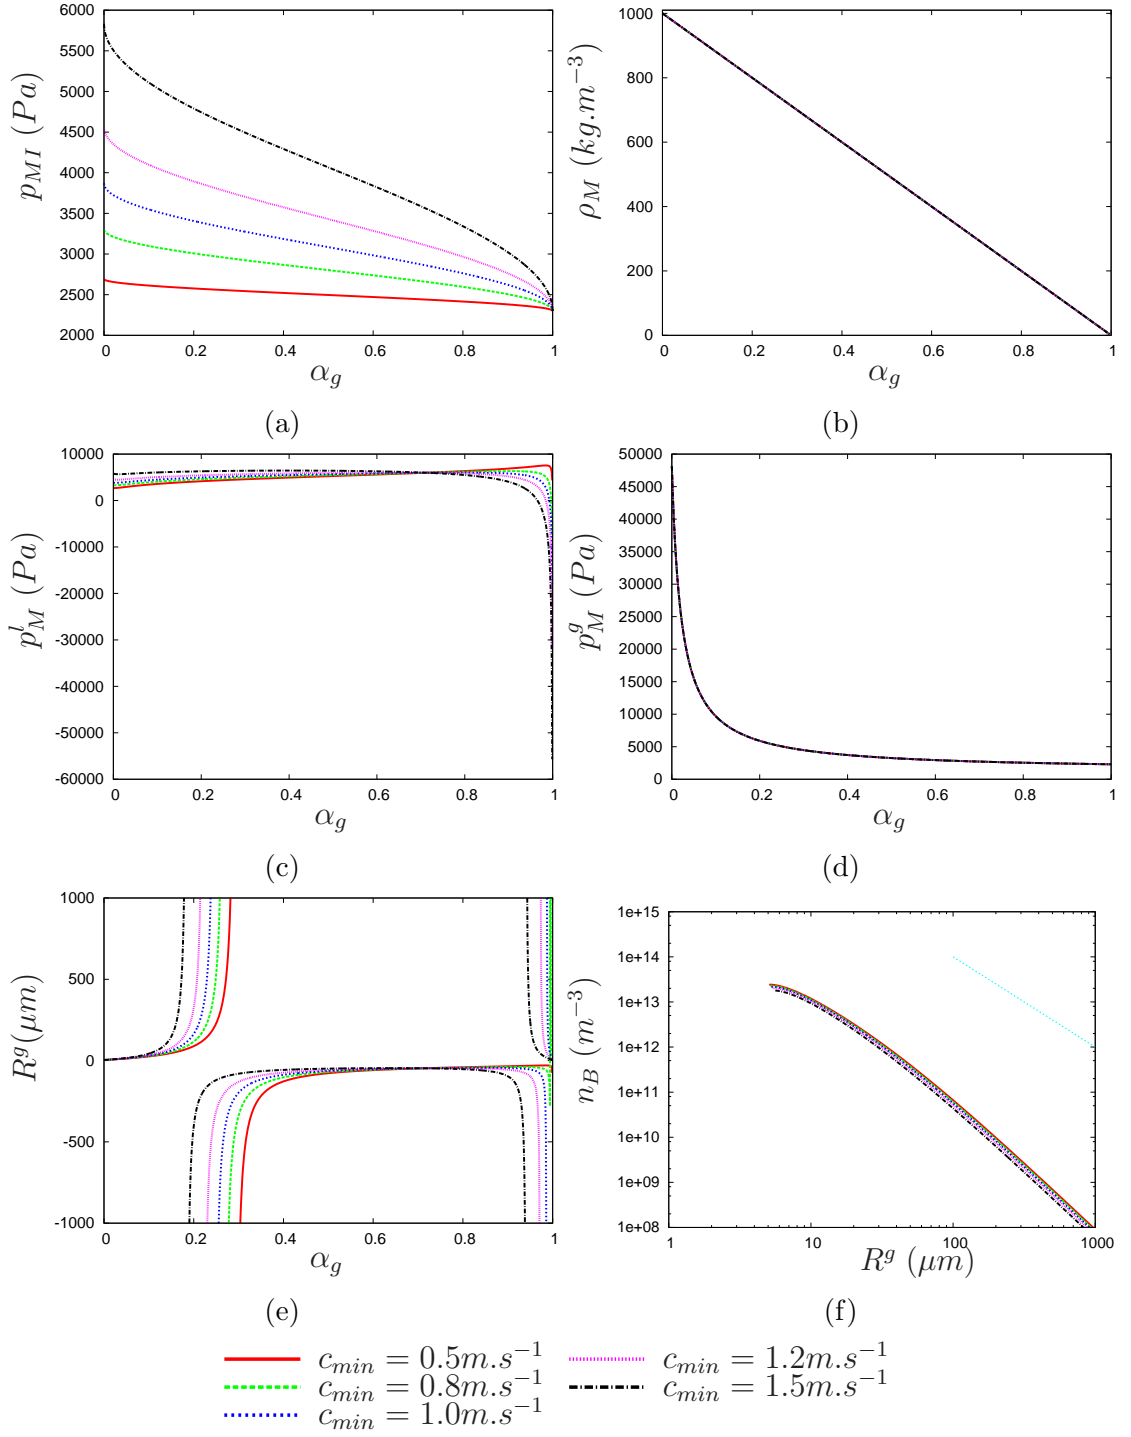 6000
5500
5000
4500
4000
3500
3000
2500
2000
p_{MI} (Pa)
0 0.2 0.4 0.6 0.8 1
α_g
(a)
1000
800
600
400
200
0
ρ_M (kg.m^{−3})
0 0.2 0.4 0.6 0.8 1
α_g
(b)
10000
0
-10000
-20000
-30000
-40000
-50000
-60000
p_M^l (Pa)
0 0.2 0.4 0.6 0.8 1
α_g
(c)
50000
45000
40000
35000
30000
25000
20000
15000
10000
5000
0
p_M^g (Pa)
0 0.2 0.4 0.6 0.8 1
α_g
(d)
1000
500
0
-500
-1000
R^g(μm)
0 0.2 0.4 0.6 0.8 1
α_g
(e)
1e+15
1e+14
1e+13
1e+12
1e+11
1e+10
1e+09
1e+08
n_B (m^{−3})
1 10 100 1000
R^g (μm)
(f)
c_{min} = 0.5m.s^{−1}
c_{min} = 0.8m.s^{−1}
c_{min} = 1.0m.s^{−1}
c_{min} = 1.2m.s^{−1}
c_{min} = 1.5m.s^{−1}